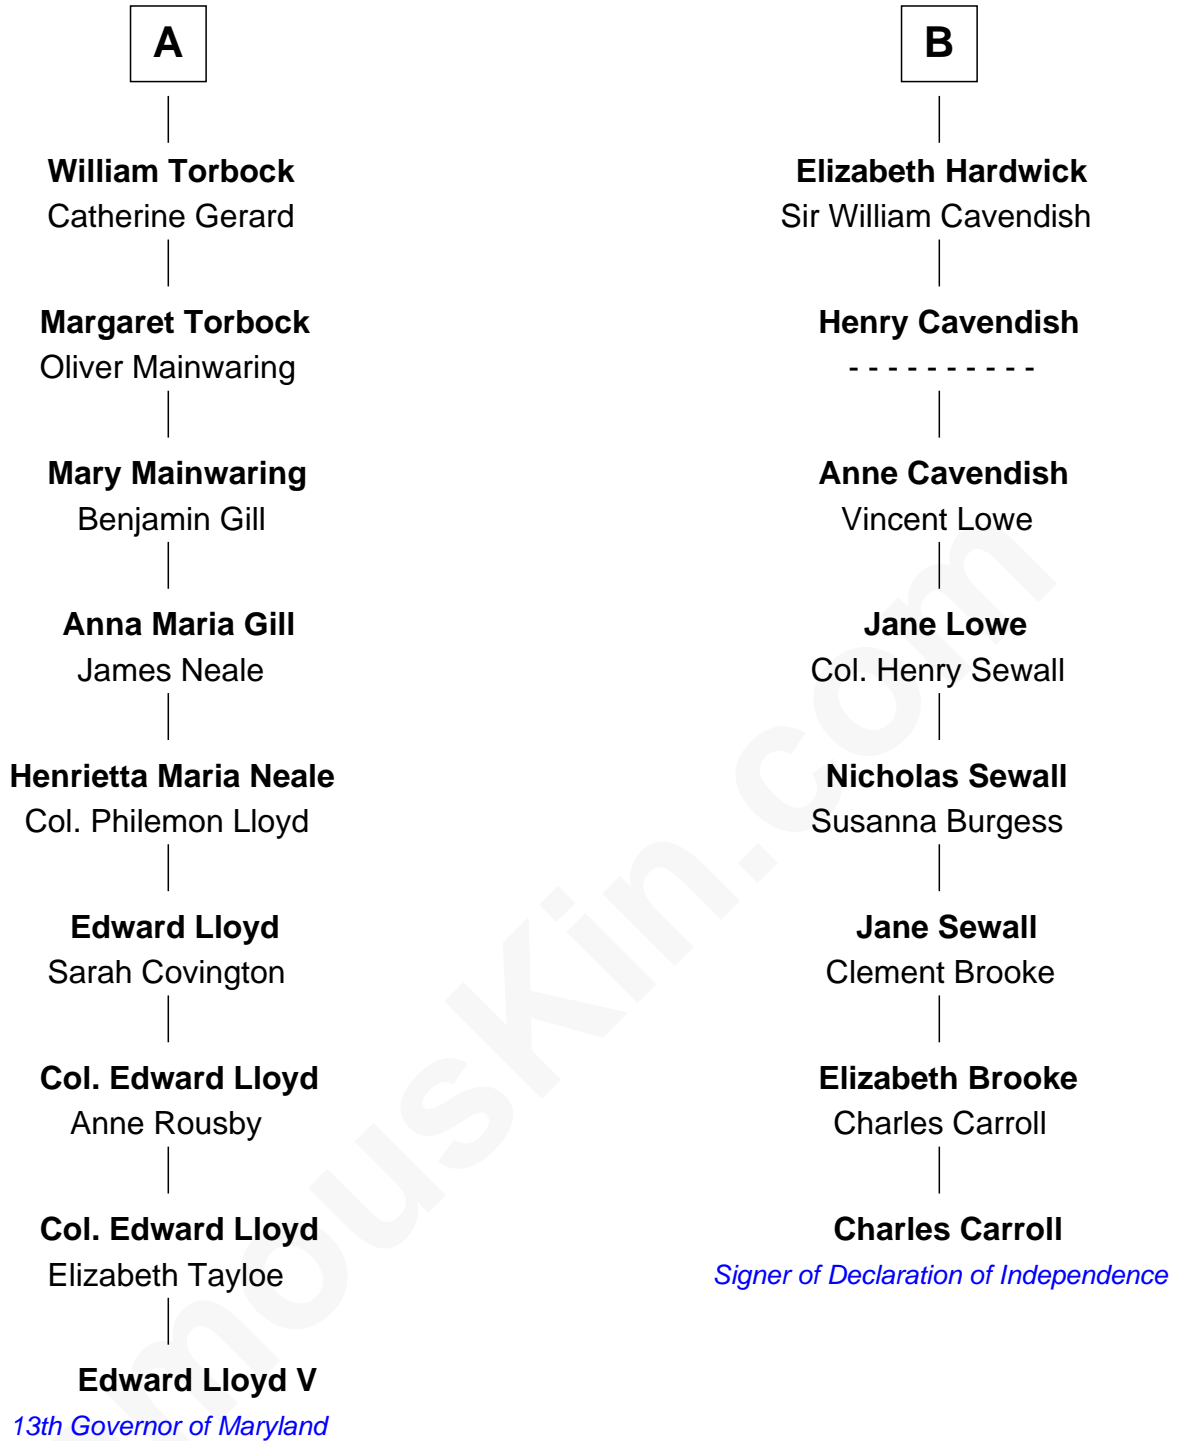 A
William Torbock
Catherine Gerard
Margaret Torbock
Oliver Mainwaring
Mary Mainwaring
Benjamin Gill
Anna Maria Gill
James Neale
Henrietta Maria Neale
Col. Philemon Lloyd
Edward Lloyd
Sarah Covington
Col. Edward Lloyd
Anne Rousby
Col. Edward Lloyd
Elizabeth Tayloe
Edward Lloyd V
13th Governor of Maryland
B
Elizabeth Hardwick
Sir William Cavendish
Henry Cavendish
- - - - - - - - - -
Anne Cavendish
Vincent Lowe
Jane Lowe
Col. Henry Sewall
Nicholas Sewall
Susanna Burgess
Jane Sewall
Clement Brooke
Elizabeth Brooke
Charles Carroll
Charles Carroll
Signer of Declaration of Independence
mousKin.com